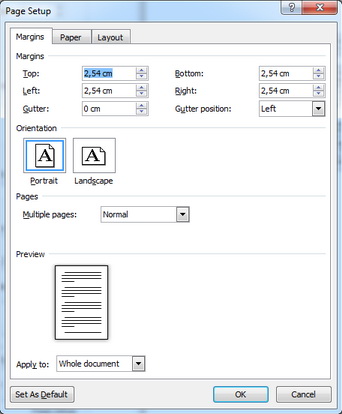 Page Setup
Margins Paper Layout
Margins
Top: 2,54 cm Bottom: 2,54 cm
Left: 2,54 cm Right: 2,54 cm
Gutter: 0 cm Gutter position: Left
Orientation
A A
Portrait Landscape
Pages
Multiple pages: Normal
Preview
Apply to: Whole document
Set As Default OK Cancel